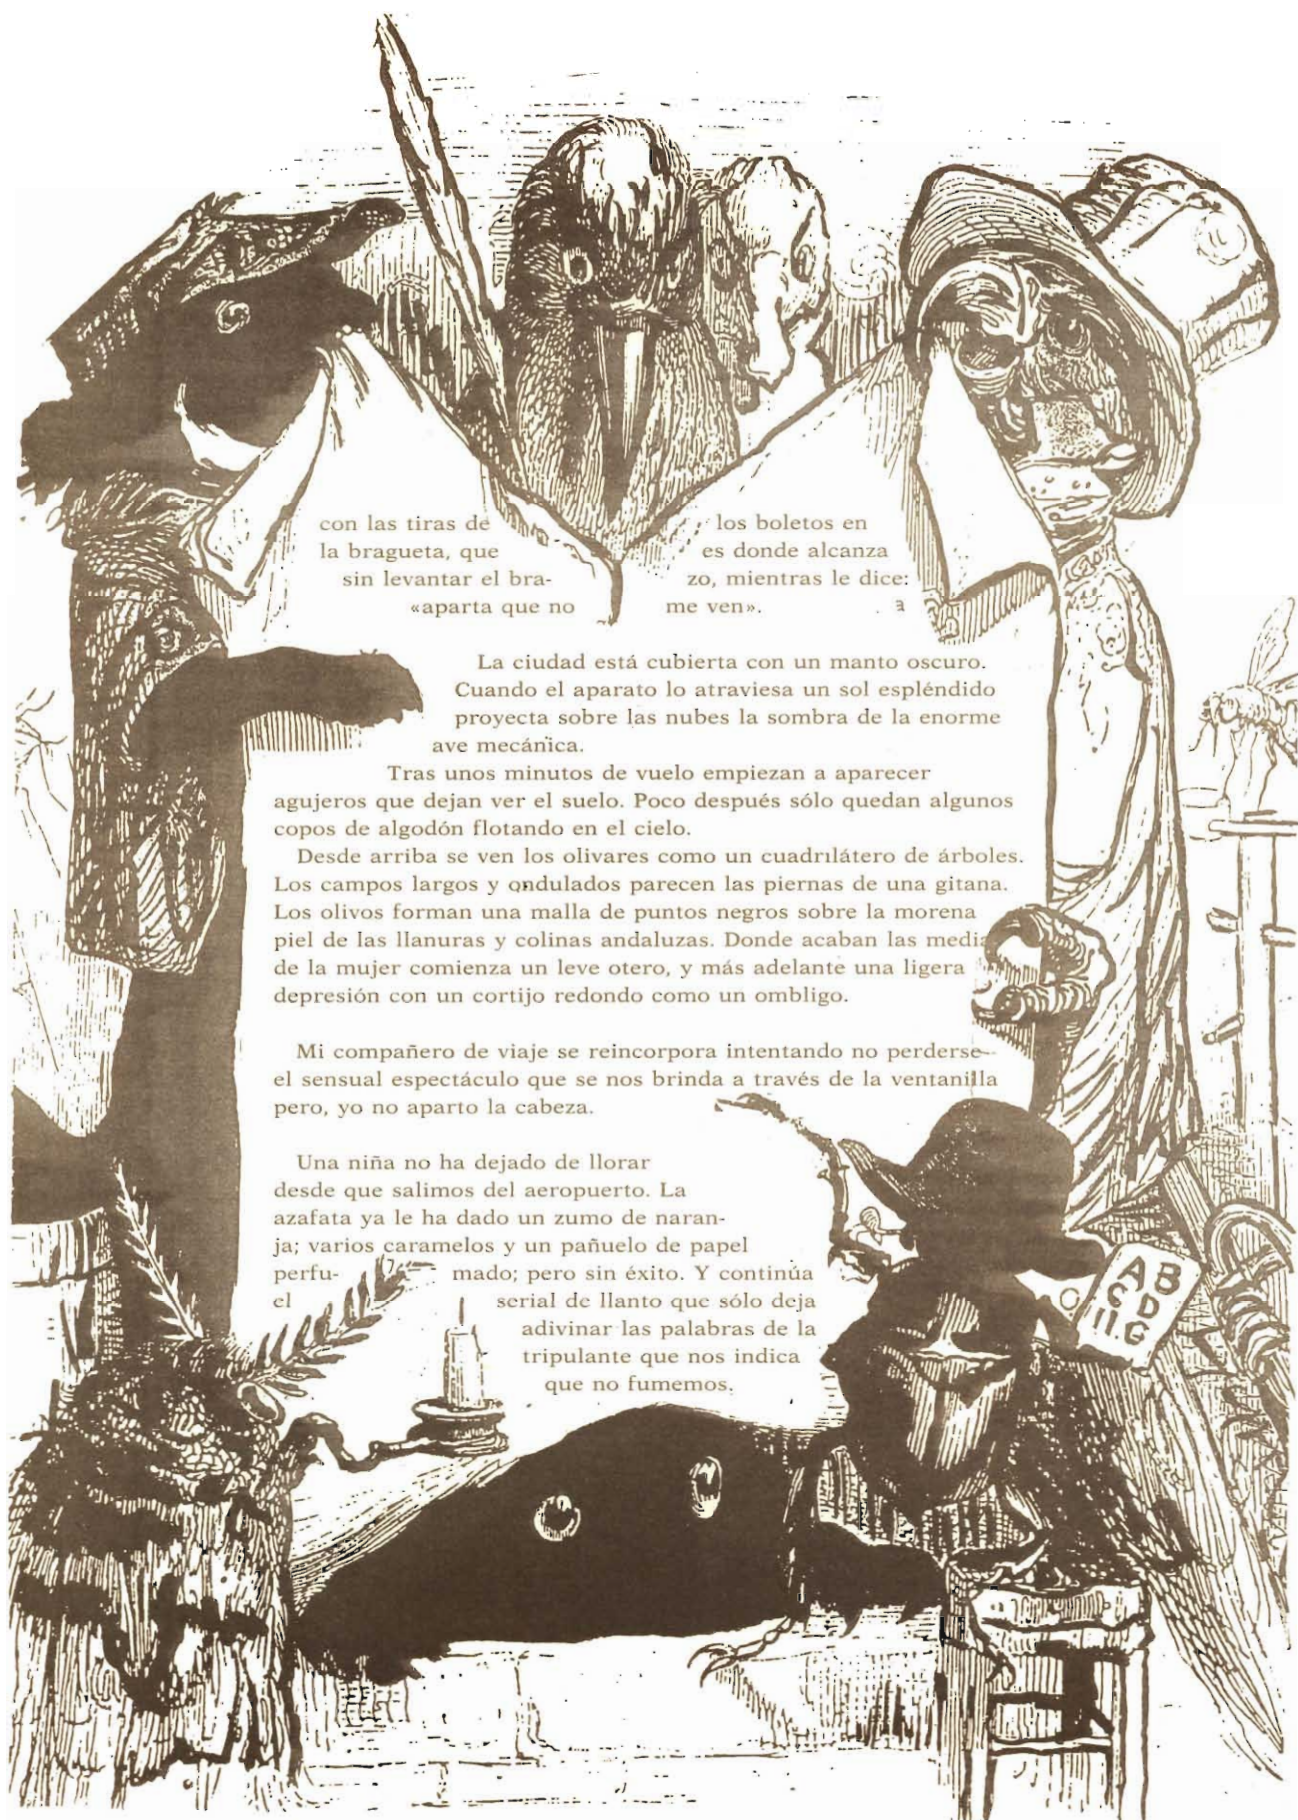 con las tiras de los boletos en
la bragueta, que es donde alcanza
sin levantar el bra- zo, mientras le dice:
«aparta que no me ven».
La ciudad está cubierta con un manto oscuro.
Cuando el aparato lo atraviesa un sol espléndido
proyecta sobre las nubes la sombra de la enorme
ave mecánica.
Tras unos minutos de vuelo empiezan a aparecer
agujeros que dejan ver el suelo. Poco después sólo quedan algunos
copos de algodón flotando en el cielo.
Desde arriba se ven los olivares como un cuadrilátero de árboles.
Los campos largos y ondulados parecen las piernas de una gitana.
Los olivos forman una malla de puntos negros sobre la morena
piel de las llanuras y colinas andaluzas. Donde acaban las media
de la mujer comienza un leve otero, y más adelante una ligera
depresión con un cortijo redondo como un ombligo.
Mi compañero de viaje se reincorpora intentando no perderse
el sensual espectáculo que se nos brinda a través de la ventanilla
pero, yo no aparto la cabeza.
Una niña no ha dejado de llorar
desde que salimos del aeropuerto. La
azafata ya le ha dado un zumo de naran-
ja; varios caramelos y un pañuelo de papel
perfu- mado; pero sin éxito. Y continúa
el serial de llanto que sólo deja
adivinar las palabras de la
tripulante que nos indica
que no fumemos.
A B
C D